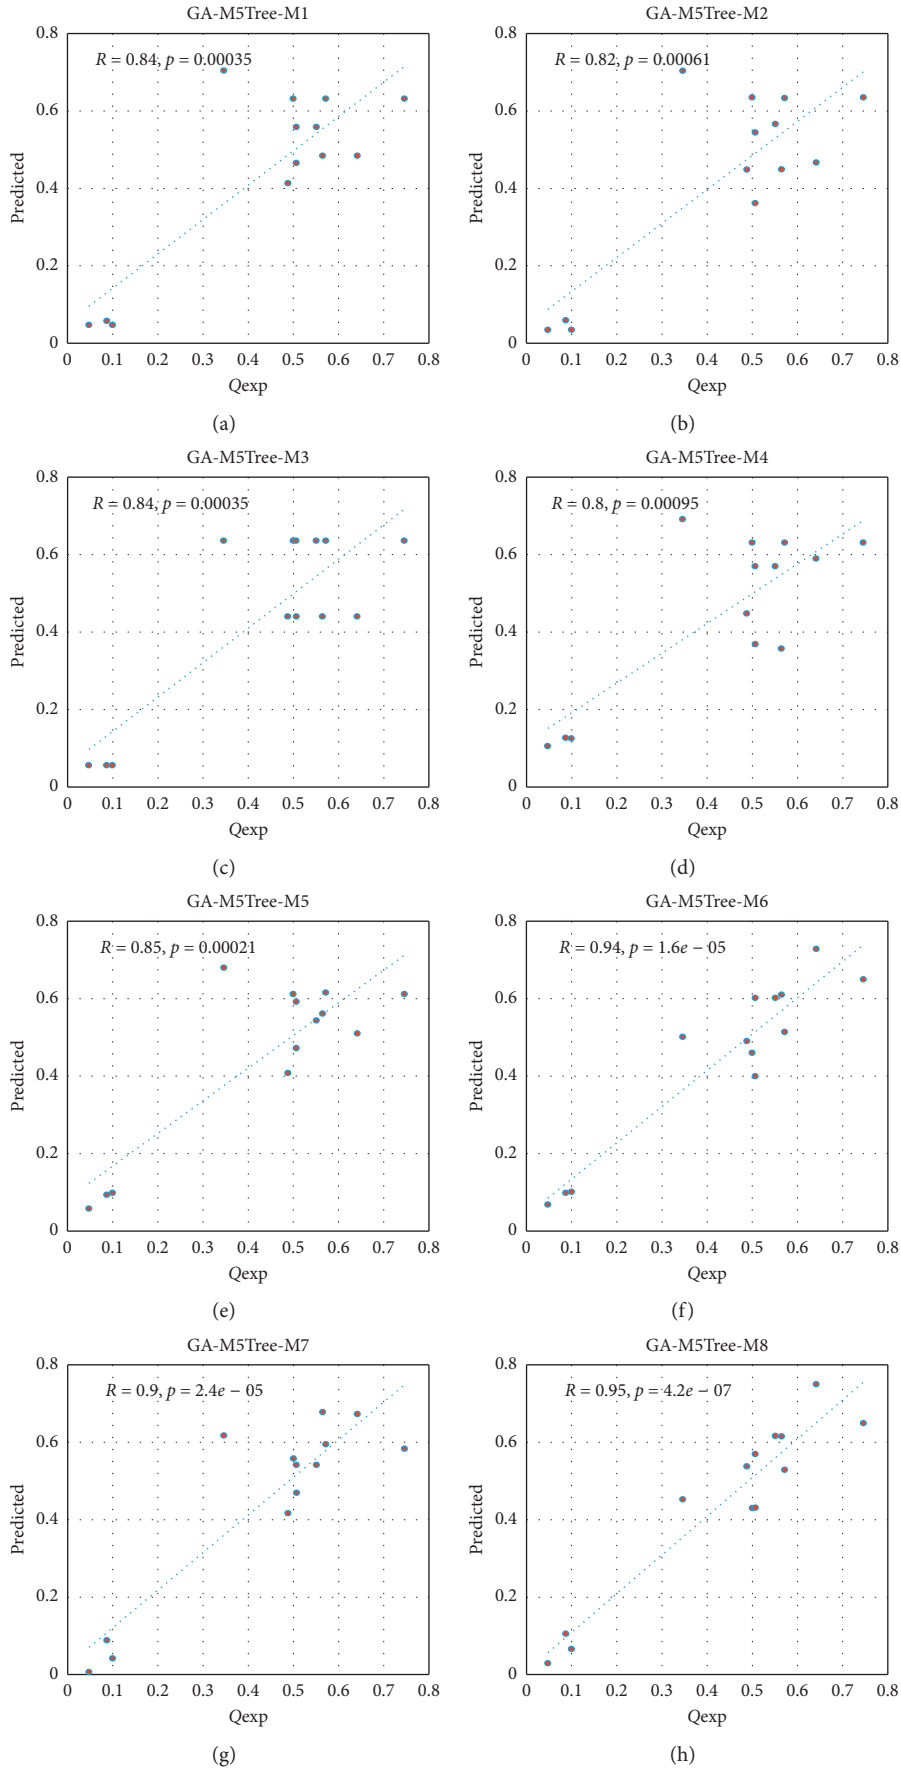 GA-M5Tree-M1
R = 0.84, p = 0.00035
0.8
0.6
0.4
0.2
0
Predicted
0 0.1 0.2 0.3 0.4 0.5 0.6 0.7 0.8
Qexp
(a)
GA-M5Tree-M2
R = 0.82, p = 0.00061
0.8
0.6
0.4
0.2
0
Predicted
0 0.1 0.2 0.3 0.4 0.5 0.6 0.7 0.8
Qexp
(b)
GA-M5Tree-M3
R = 0.84, p = 0.00035
0.8
0.6
0.4
0.2
0
Predicted
0 0.1 0.2 0.3 0.4 0.5 0.6 0.7 0.8
Qexp
(c)
GA-M5Tree-M4
R = 0.8, p = 0.00095
0.8
0.6
0.4
0.2
0
Predicted
0 0.1 0.2 0.3 0.4 0.5 0.6 0.7 0.8
Qexp
(d)
GA-M5Tree-M5
R = 0.85, p = 0.00021
0.8
0.6
0.4
0.2
0
Predicted
0 0.1 0.2 0.3 0.4 0.5 0.6 0.7 0.8
Qexp
(e)
GA-M5Tree-M6
R = 0.94, p = 1.6e − 05
0.8
0.6
0.4
0.2
0
Predicted
0 0.1 0.2 0.3 0.4 0.5 0.6 0.7 0.8
Qexp
(f)
GA-M5Tree-M7
R = 0.9, p = 2.4e − 05
0.8
0.6
0.4
0.2
0
Predicted
0 0.1 0.2 0.3 0.4 0.5 0.6 0.7 0.8
Qexp
(g)
GA-M5Tree-M8
R = 0.95, p = 4.2e − 07
0.8
0.6
0.4
0.2
0
Predicted
0 0.1 0.2 0.3 0.4 0.5 0.6 0.7 0.8
Qexp
(h)